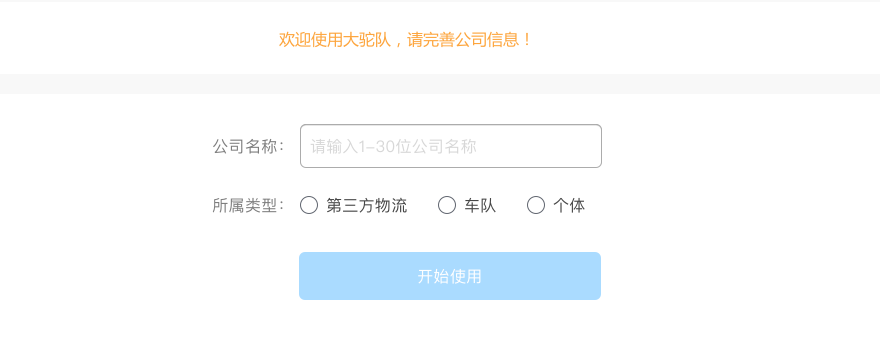 欢迎使用大驼队，请完善公司信息！
公司名称： 请输入1-30位公司名称
所属类型： 第三方物流 车队 个体
开始使用